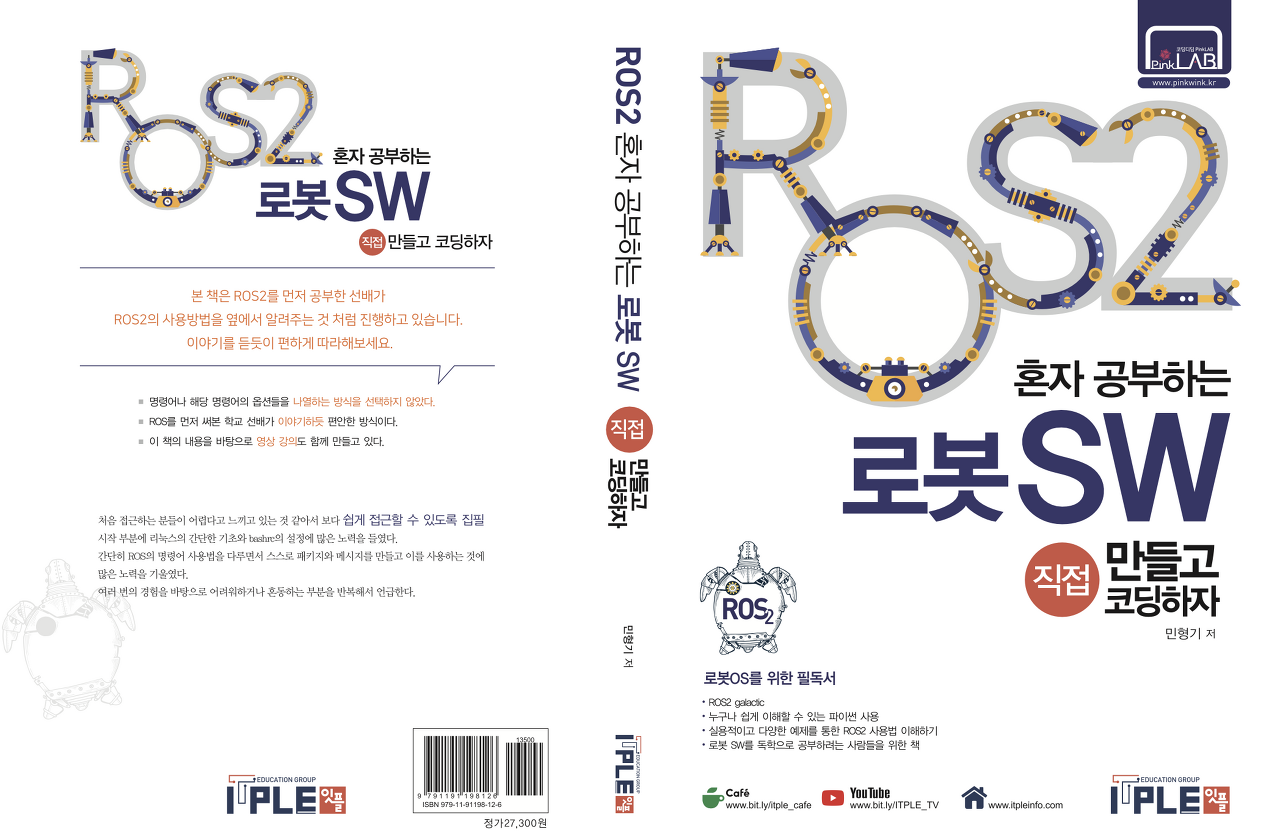 ROS2
혼자 공부하는
로봇 SW
직접 만들고 코딩하자
본 책은 ROS2를 먼저 공부한 선배가
ROS2의 사용방법을 옆에서 알려주는 것 처럼 진행하고 있습니다.
이야기를 듣듯이 편하게 따라해보세요.
명령어나 해당 명령어의 옵션들을 나열하는 방식을 선택하지 않았다.
ROS를 먼저 써본 학교 선배가 이야기하듯 편안한 방식이다.
이 책의 내용을 바탕으로 영상 강의도 함께 만들고 있다.
처음 접근하는 분들이 어렵다고 느끼고 있는 것 같아서 보다 쉽게 접근할 수 있도록 집필
시작 부분에 리눅스의 간단한 기초와 bashrc의 설정에 많은 노력을 들였다.
간단히 ROS의 명령어 사용법을 다루면서 스스로 패키지와 메시지를 만들고 이를 사용하는 것에
많은 노력을 기울였다.
여러 번의 경험을 바탕으로 어려워하거나 혼동하는 부분을 반복해서 언급한다.
EDUCATION GROUP
ITPLE 잇플
13500
9 791191 198126
ISBN 979-11-91198-12-6
정가27,300원
ROS2 혼자 공부하는 로봇 SW
직접
만들고
코딩하자
민형기 저
ITPLE 잇플
EDUCATION GROUP
코딩더딥 PinkLAB
Pink LAB
www.pinkwink.kr
ROS2
혼자 공부하는
로봇 SW
직접
만들고
코딩하자
민형기 저
ROS2
로봇OS를 위한 필독서
• ROS2 galactic
• 누구나 쉽게 이해할 수 있는 파이썬 사용
• 실용적이고 다양한 예제를 통한 ROS2 사용법 이해하기
• 로봇 SW를 독학으로 공부하려는 사람들을 위한 책
Café
www.bit.ly/itple_cafe
YouTube
www.bit.ly/ITPLE_TV
www.itpleinfo.com
EDUCATION GROUP
ITPLE 잇플